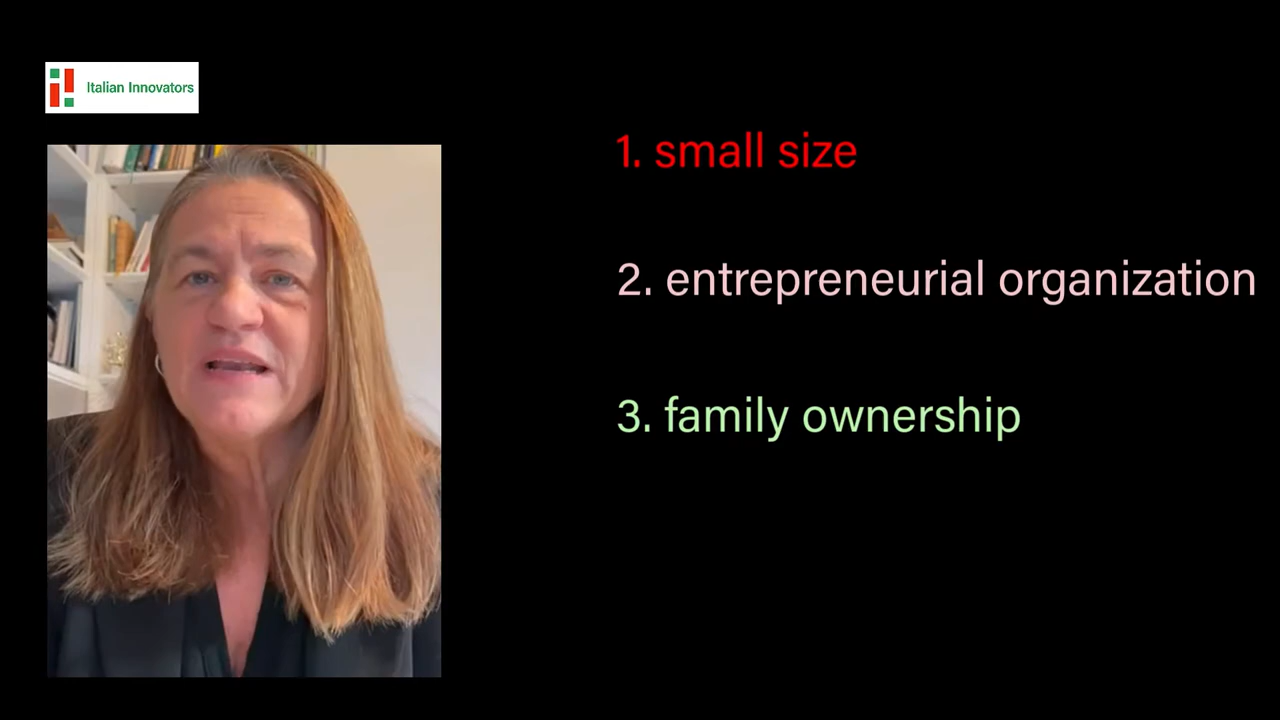 Italian Innovators
1. small size
2. entrepreneurial organization
3. family ownership